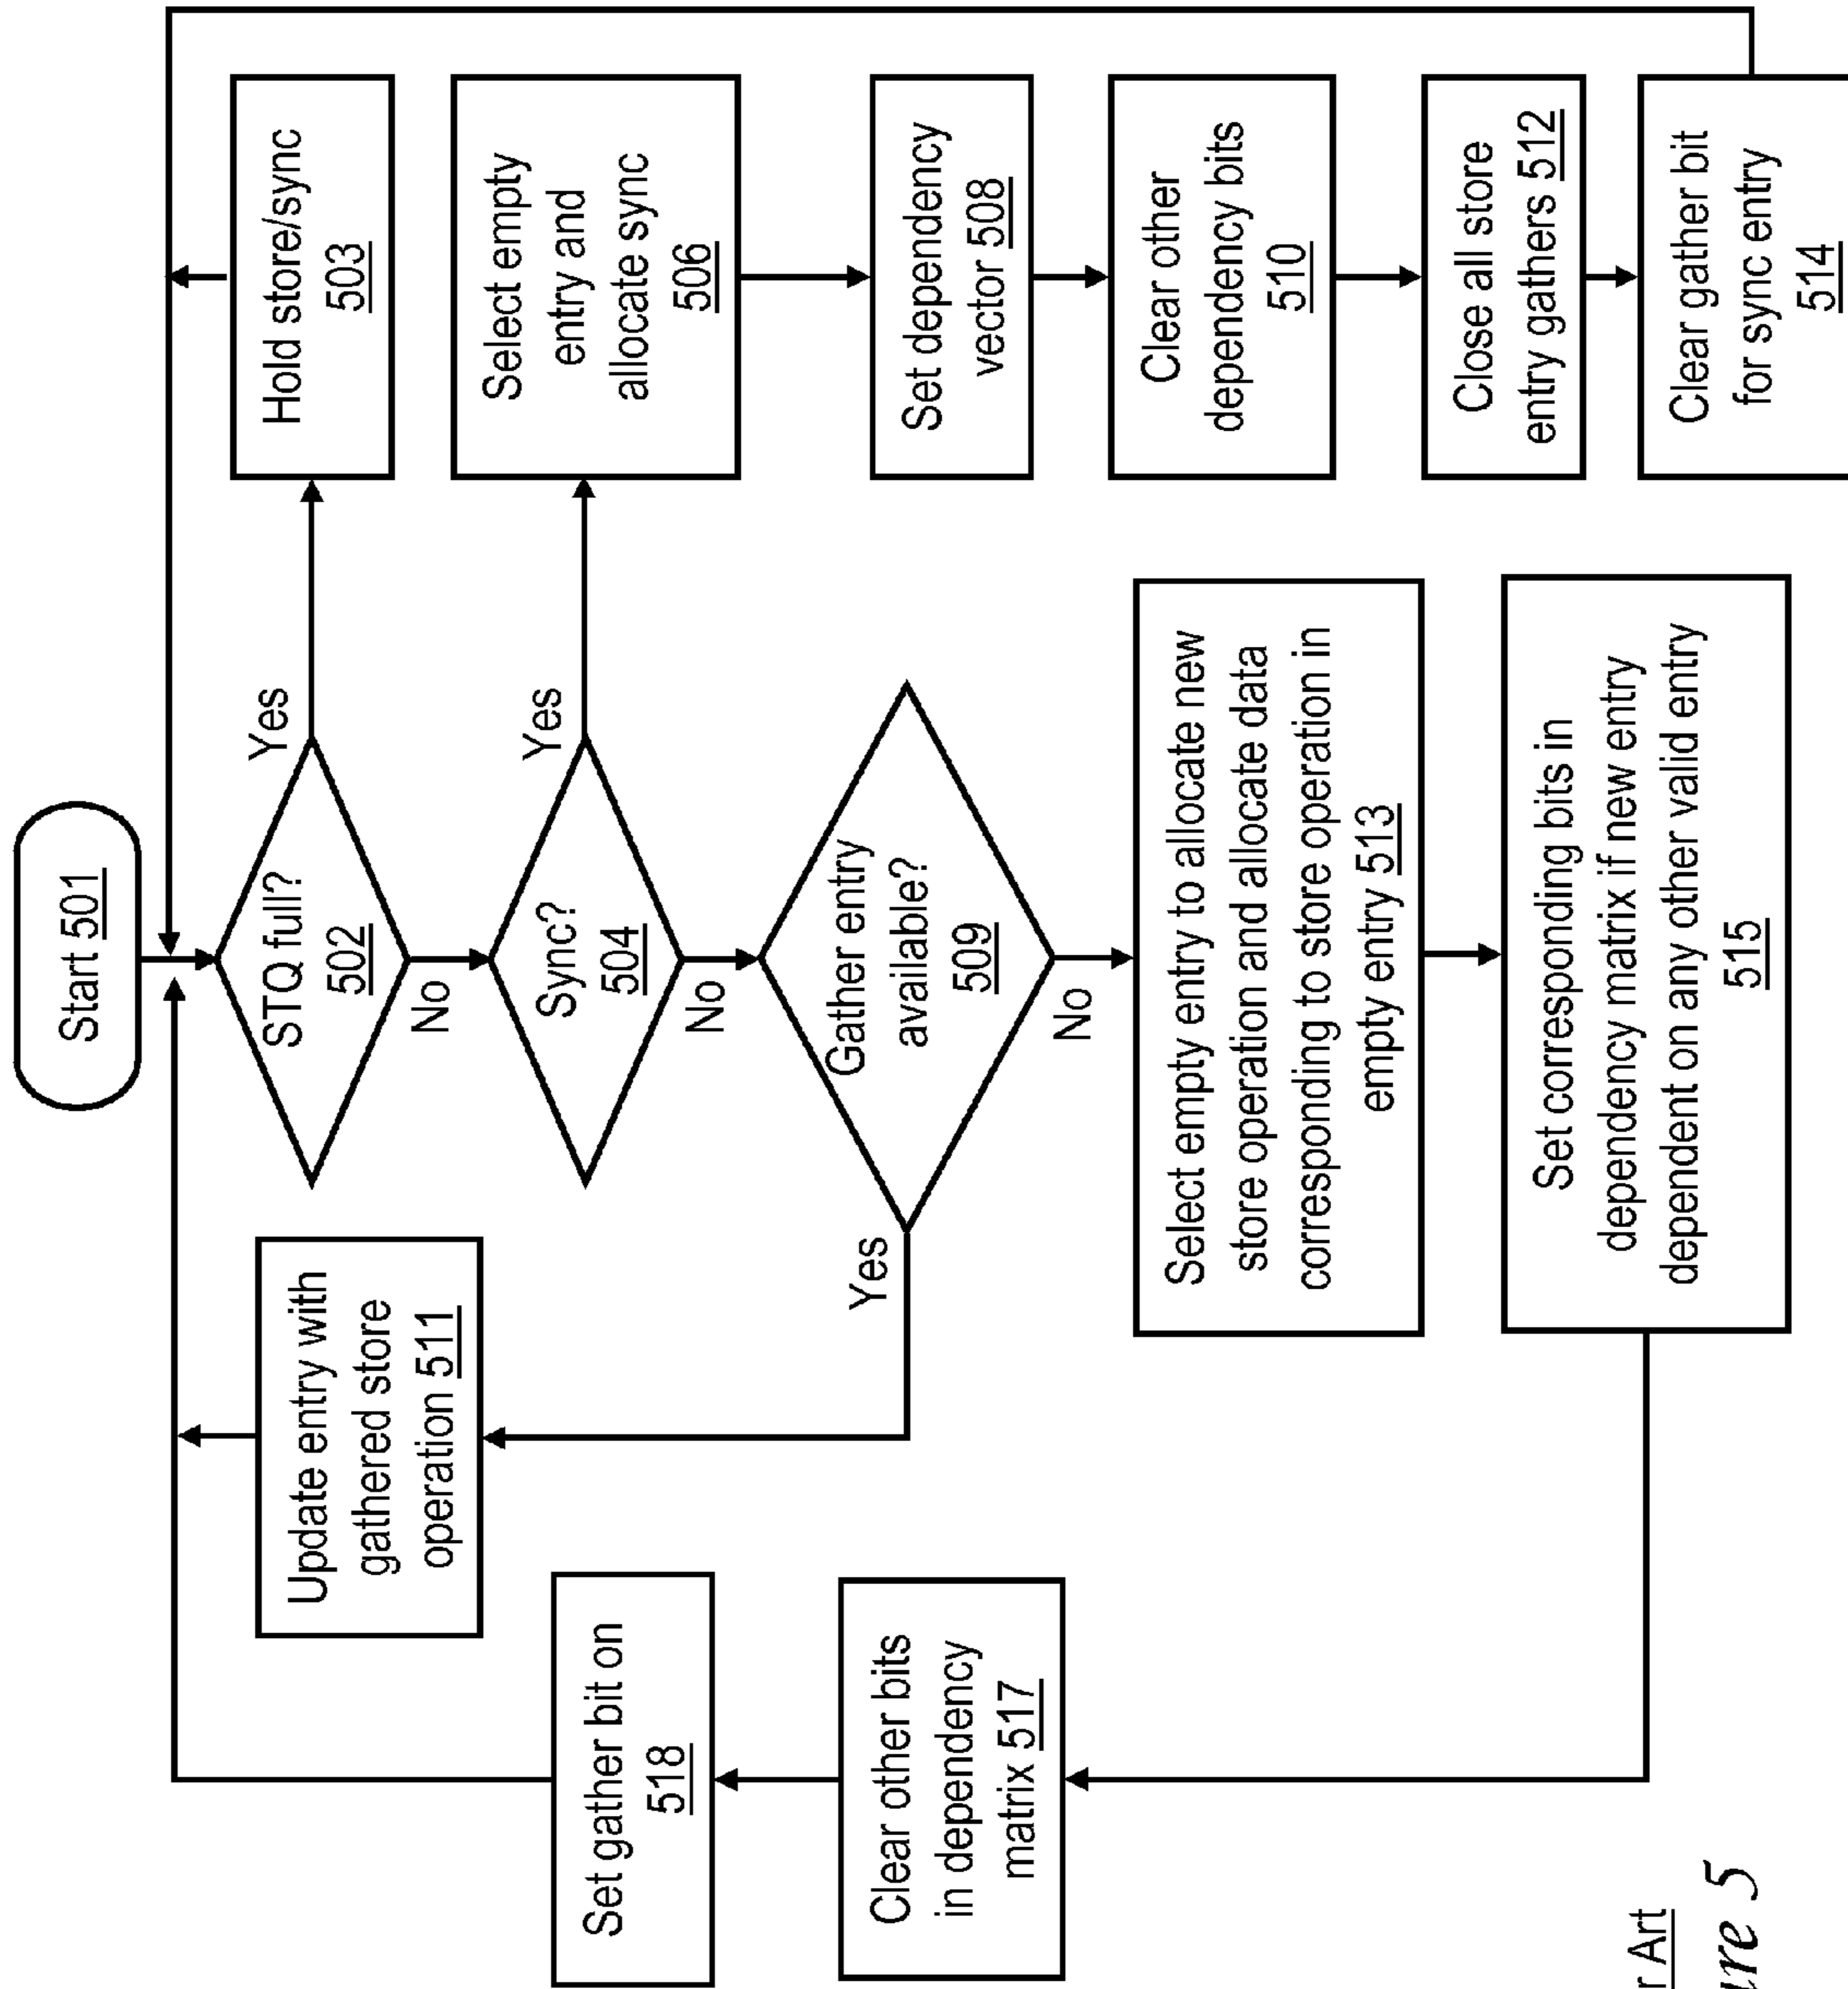 Start 501
STQ full?
502
Yes
No
Hold store/sync
503
Sync?
504
Yes
No
Select empty
entry and
allocate sync
506
Set dependency
vector 508
Clear other
dependency bits
510
Close all store
entry gathers 512
Clear gather bit
for sync entry
514
Gather entry
available?
509
Yes
No
Update entry with
gathered store
operation 511
Select empty entry to allocate new
store operation and allocate data
corresponding to store operation in
empty entry 513
Set corresponding bits in
dependency matrix if new entry
dependent on any other valid entry
515
Clear other bits
in dependency
matrix 517
Set gather bit on
518
Art
5